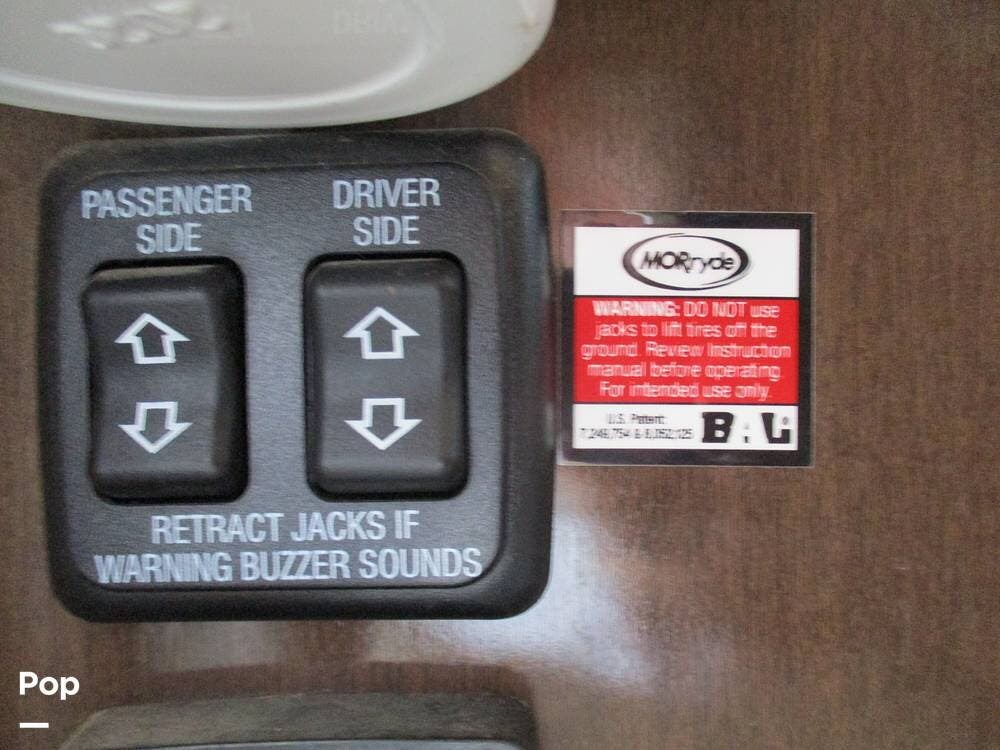 PASSENGER
SIDE
DRIVER
SIDE
RETRACT JACKS IF
WARNING BUZZER SOUNDS
MORryde
WARNING: DO NOT use
jacks to lift tires off the
ground. Review Instruction
manual before operating.
For intended use only.
U.S. Patent:
BAL
Pop